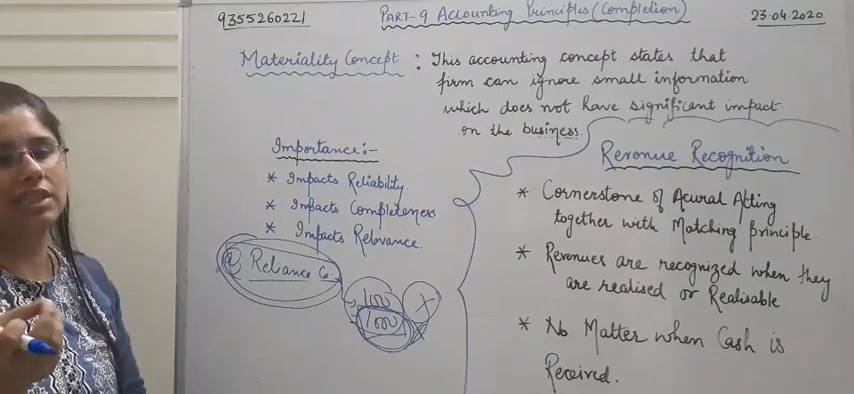 9355260221
PART-9 Accounting Principles (Completion)
23.04.2020
Materiality Concept : This accounting concept states that
firm can ignore small information
which does not have significant impact
on the business.
Importance:-
* Impacts Reliability.
* Impacts Completeness
* Impacts Relevance.
@ Reliance Co.
100
1000
X
Revenue Recognition
* Cornerstone of Acural Acting
together with Matching Principle.
* Revenues are recognized when they
are realised or Realisable
* No Matter when Cash is
Received.